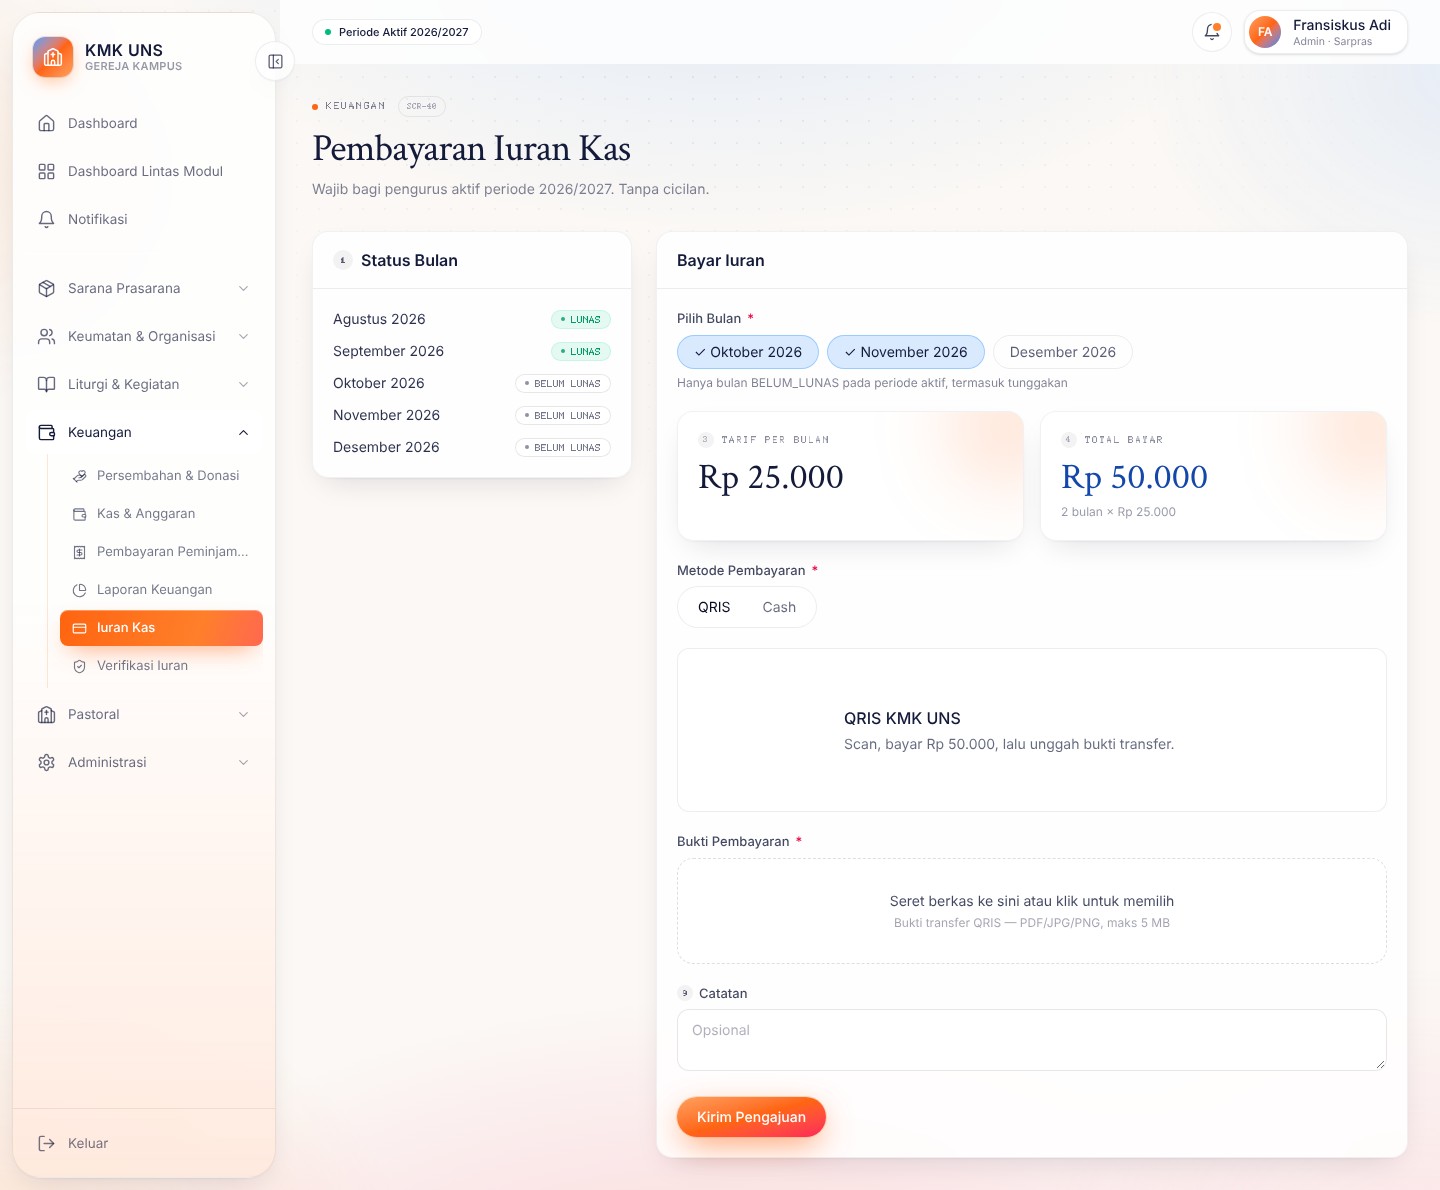 KMK UNS
GEREJA KAMPUS
Dashboard
Dashboard Lintas Modul
Notifikasi
Sarana Prasarana
Keumatan & Organisasi
Liturgi & Kegiatan
Keuangan
Persembahan & Donasi
Kas & Anggaran
Pembayaran Peminjam...
Laporan Keuangan
Iuran Kas
Verifikasi Iuran
Pastoral
Administrasi
Keluar
Periode Aktif 2026/2027
FA
Fransiskus Adi
Admin · Sarpras
KEUANGAN
SCR-40
Pembayaran Iuran Kas
Wajib bagi pengurus aktif periode 2026/2027. Tanpa cicilan.
Status Bulan
Agustus 2026
LUNAS
September 2026
LUNAS
Oktober 2026
BELUM LUNAS
November 2026
BELUM LUNAS
Desember 2026
BELUM LUNAS
Bayar Iuran
Pilih Bulan *
✓ Oktober 2026
✓ November 2026
Desember 2026
Hanya bulan BELUM_LUNAS pada periode aktif, termasuk tunggakan
3 TARIF PER BULAN
Rp 25.000
4 TOTAL BAYAR
Rp 50.000
2 bulan × Rp 25.000
Metode Pembayaran *
QRIS
Cash
QRIS KMK UNS
Scan, bayar Rp 50.000, lalu unggah bukti transfer.
Bukti Pembayaran *
Seret berkas ke sini atau klik untuk memilih
Bukti transfer QRIS — PDF/JPG/PNG, maks 5 MB
9 Catatan
Opsional
Kirim Pengajuan